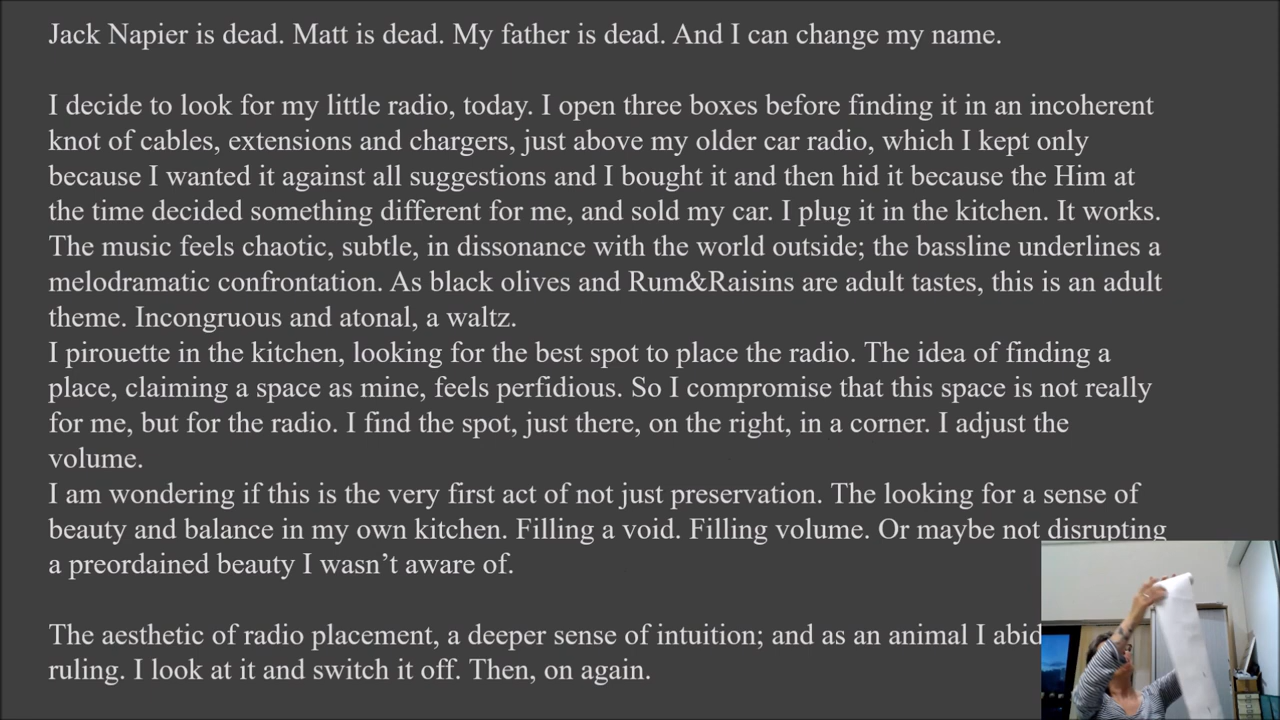 Jack Napier is dead. Matt is dead. My father is dead. And I can change my name.
I decide to look for my little radio, today. I open three boxes before finding it in an incoherent
knot of cables, extensions and chargers, just above my older car radio, which I kept only
because I wanted it against all suggestions and I bought it and then hid it because the Him at
the time decided something different for me, and sold my car. I plug it in the kitchen. It works.
The music feels chaotic, subtle, in dissonance with the world outside; the bassline underlines a
melodramatic confrontation. As black olives and Rum&Raisins are adult tastes, this is an adult
theme. Incongruous and atonal, a waltz.
I pirouette in the kitchen, looking for the best spot to place the radio. The idea of finding a
place, claiming a space as mine, feels perfidious. So I compromise that this space is not really
for me, but for the radio. I find the spot, just there, on the right, in a corner. I adjust the
volume.
I am wondering if this is the very first act of not just preservation. The looking for a sense of
beauty and balance in my own kitchen. Filling a void. Filling volume. Or maybe not disrupting
a preordained beauty I wasn’t aware of.
The aesthetic of radio placement, a deeper sense of intuition; and as an animal I abid
ruling. I look at it and switch it off. Then, on again.